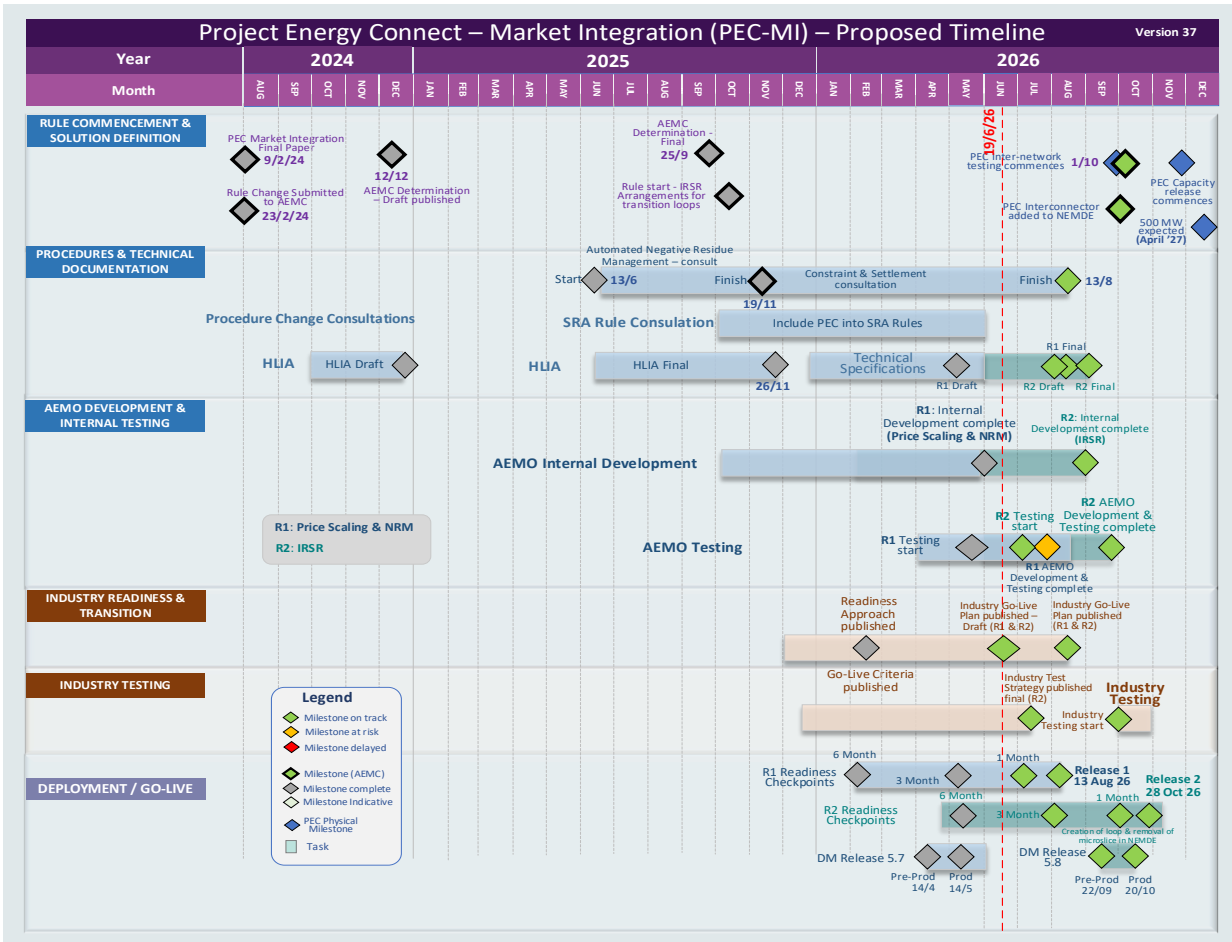 Project Energy Connect – Market Integration (PEC-MI) – Proposed Timeline
Version 37
Year
2024
2025
2026
Month
AUG SEP OCT NOV DEC JAN FEB MAR APR MAY JUN JUL AUG SEP OCT NOV DEC JAN FEB MAR APR MAY JUN JUL AUG SEP OCT NOV DEC
19/6/26
RULE COMMENCEMENT &
SOLUTION DEFINITION
PEC Market Integration
Final Paper
9/2/24
Rule Change Submitted
to AEMC
23/2/24
12/12
AEMC Determination
– Draft published
AEMC
Determination -
Final
25/9
Rule start - IRSR
Arrangements for
transition loops
PEC Inter-network
testing commences
1/10
PEC Interconnector
added to NEMDE
PEC Capacity
release
commences
500 MW
expected
(April '27)
PROCEDURES & TECHNICAL
DOCUMENTATION
Automated Negative Residue
Management – consult
Start
13/6
Finish
19/11
Constraint & Settlement
consultation
Finish
13/8
Procedure Change Consultations
SRA Rule Consulation
Include PEC into SRA Rules
HLIA
HLIA Draft
HLIA
HLIA Final
26/11
Technical
Specifications
R1 Draft
R1 Final
R2 Draft
R2 Final
AEMO DEVELOPMENT &
INTERNAL TESTING
R1: Internal
Development complete
(Price Scaling & NRM)
R2: Internal
Development complete
(IRSR)
AEMO Internal Development
R1: Price Scaling & NRM
R2: IRSR
AEMO Testing
R1 Testing
start
R2 Testing
start
R2 AEMO
Development &
Testing complete
R1 AEMO
Development &
Testing complete
INDUSTRY READINESS &
TRANSITION
Readiness
Approach
published
Industry Go-Live
Plan published –
Draft (R1 & R2)
Industry Go-Live
Plan published
(R1 & R2)
INDUSTRY TESTING
Go-Live Criteria
published
Industry Test
Strategy published
final (R2)
Industry
Testing start
Industry
Testing
Legend
Milestone on track
Milestone at risk
Milestone delayed
Milestone (AEMC)
Milestone complete
Milestone Indicative
PEC Physical
Milestone
Task
DEPLOYMENT / GO-LIVE
R1 Readiness
Checkpoints
6 Month
3 Month
1 Month
Release 1
13 Aug 26
R2 Readiness
Checkpoints
6 Month
3 Month
1 Month
Release 2
28 Oct 26
Creation of loop & removal of
microslice in NEMDE
DM Release 5.7
Pre-Prod
14/4
Prod
14/5
DM Release
5.8
Pre-Prod
22/09
Prod
20/10